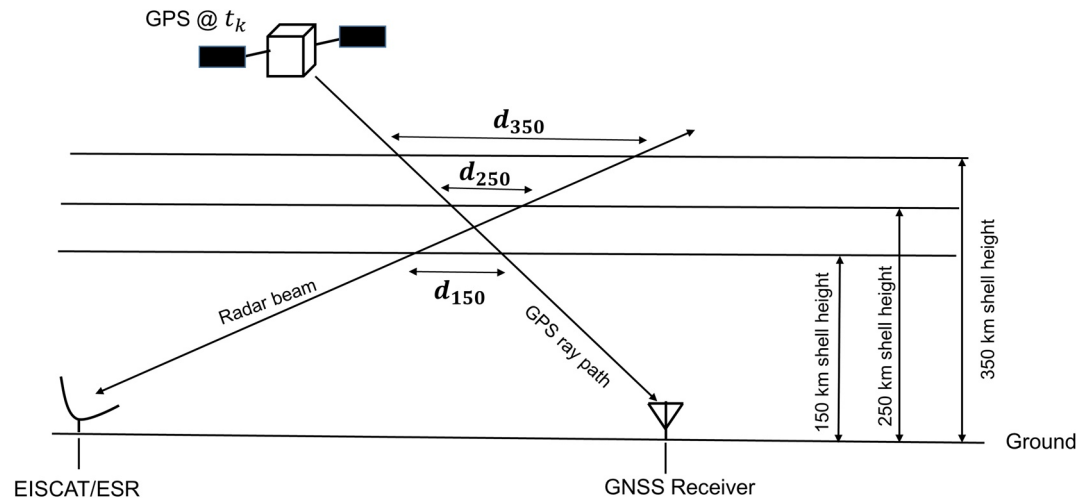 GPS @ t_k
d_350
d_250
d_150
Radar beam
GPS ray path
150 km shell height
250 km shell height
350 km shell height
Ground
EISCAT/ESR
GNSS Receiver